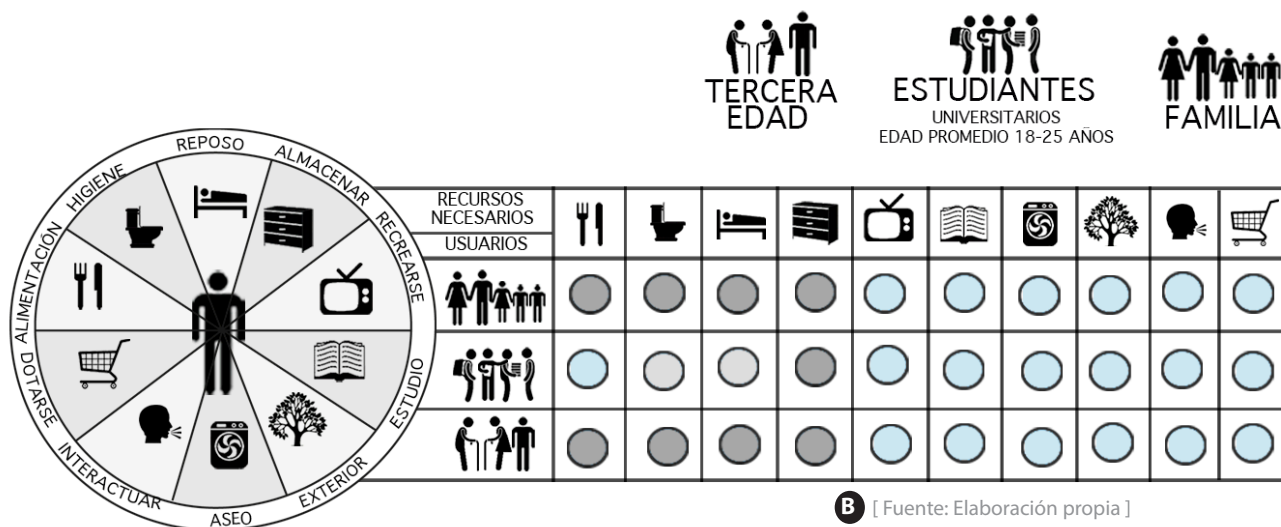 TERCERA
EDAD
ESTUDIANTES
UNIVERSITARIOS
EDAD PROMEDIO 18-25 AÑOS
FAMILIA
REPOSO
ALMACENAR
RECREARSE
ESTUDIO
EXTERIOR
ASEO
INTERACTUAR
DOTARSE
ALIMENTACIÓN
HIGIENE
RECURSOS
NECESARIOS
USUARIOS
B [ Fuente: Elaboración propia ]